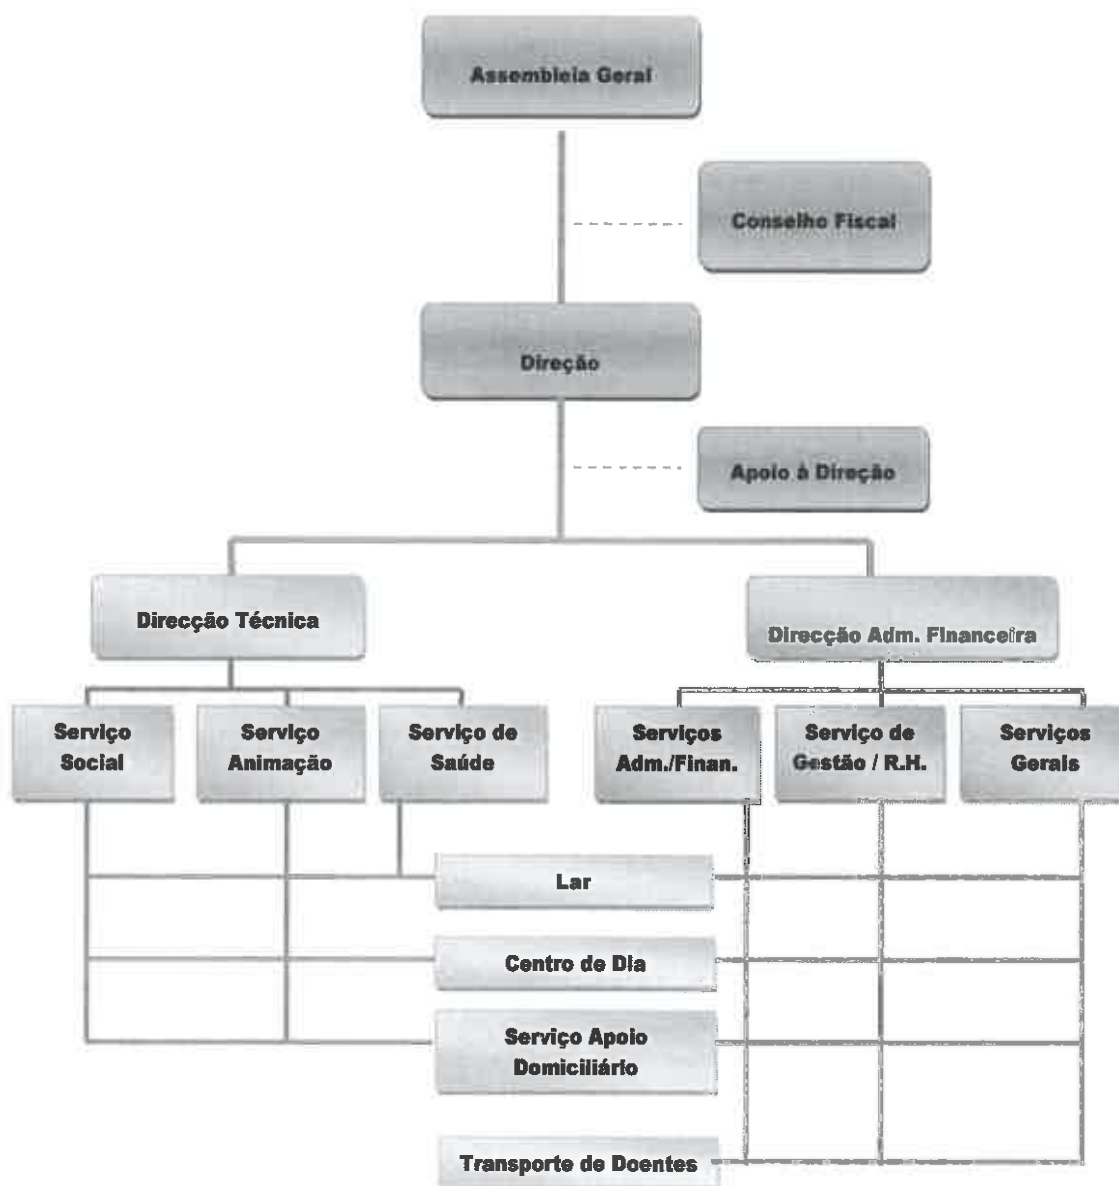 Assembleia Geral
Conselho Fiscal
Direção
Apoio à Direção
Direcção Técnica
Direcção Adm. Financeira
Serviço
Social
Serviço
Animação
Serviço de
Saúde
Serviços
Adm./Finan.
Serviço de
Gestão / R.H.
Serviços
Gerais
Lar
Centro de Dia
Serviço Apoio
Domiciliário
Transporte de Doentes